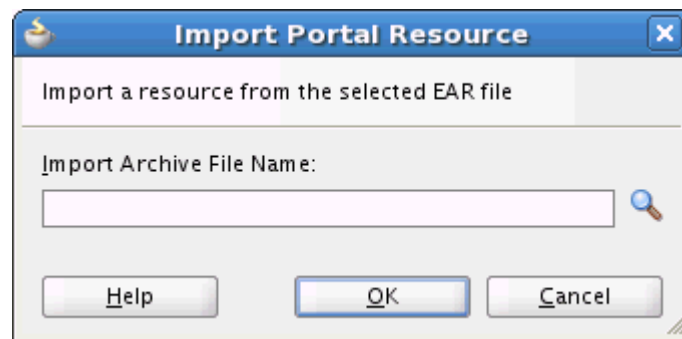 Import Portal Resource
Import a resource from the selected EAR file
Import Archive File Name:
Help OK Cancel